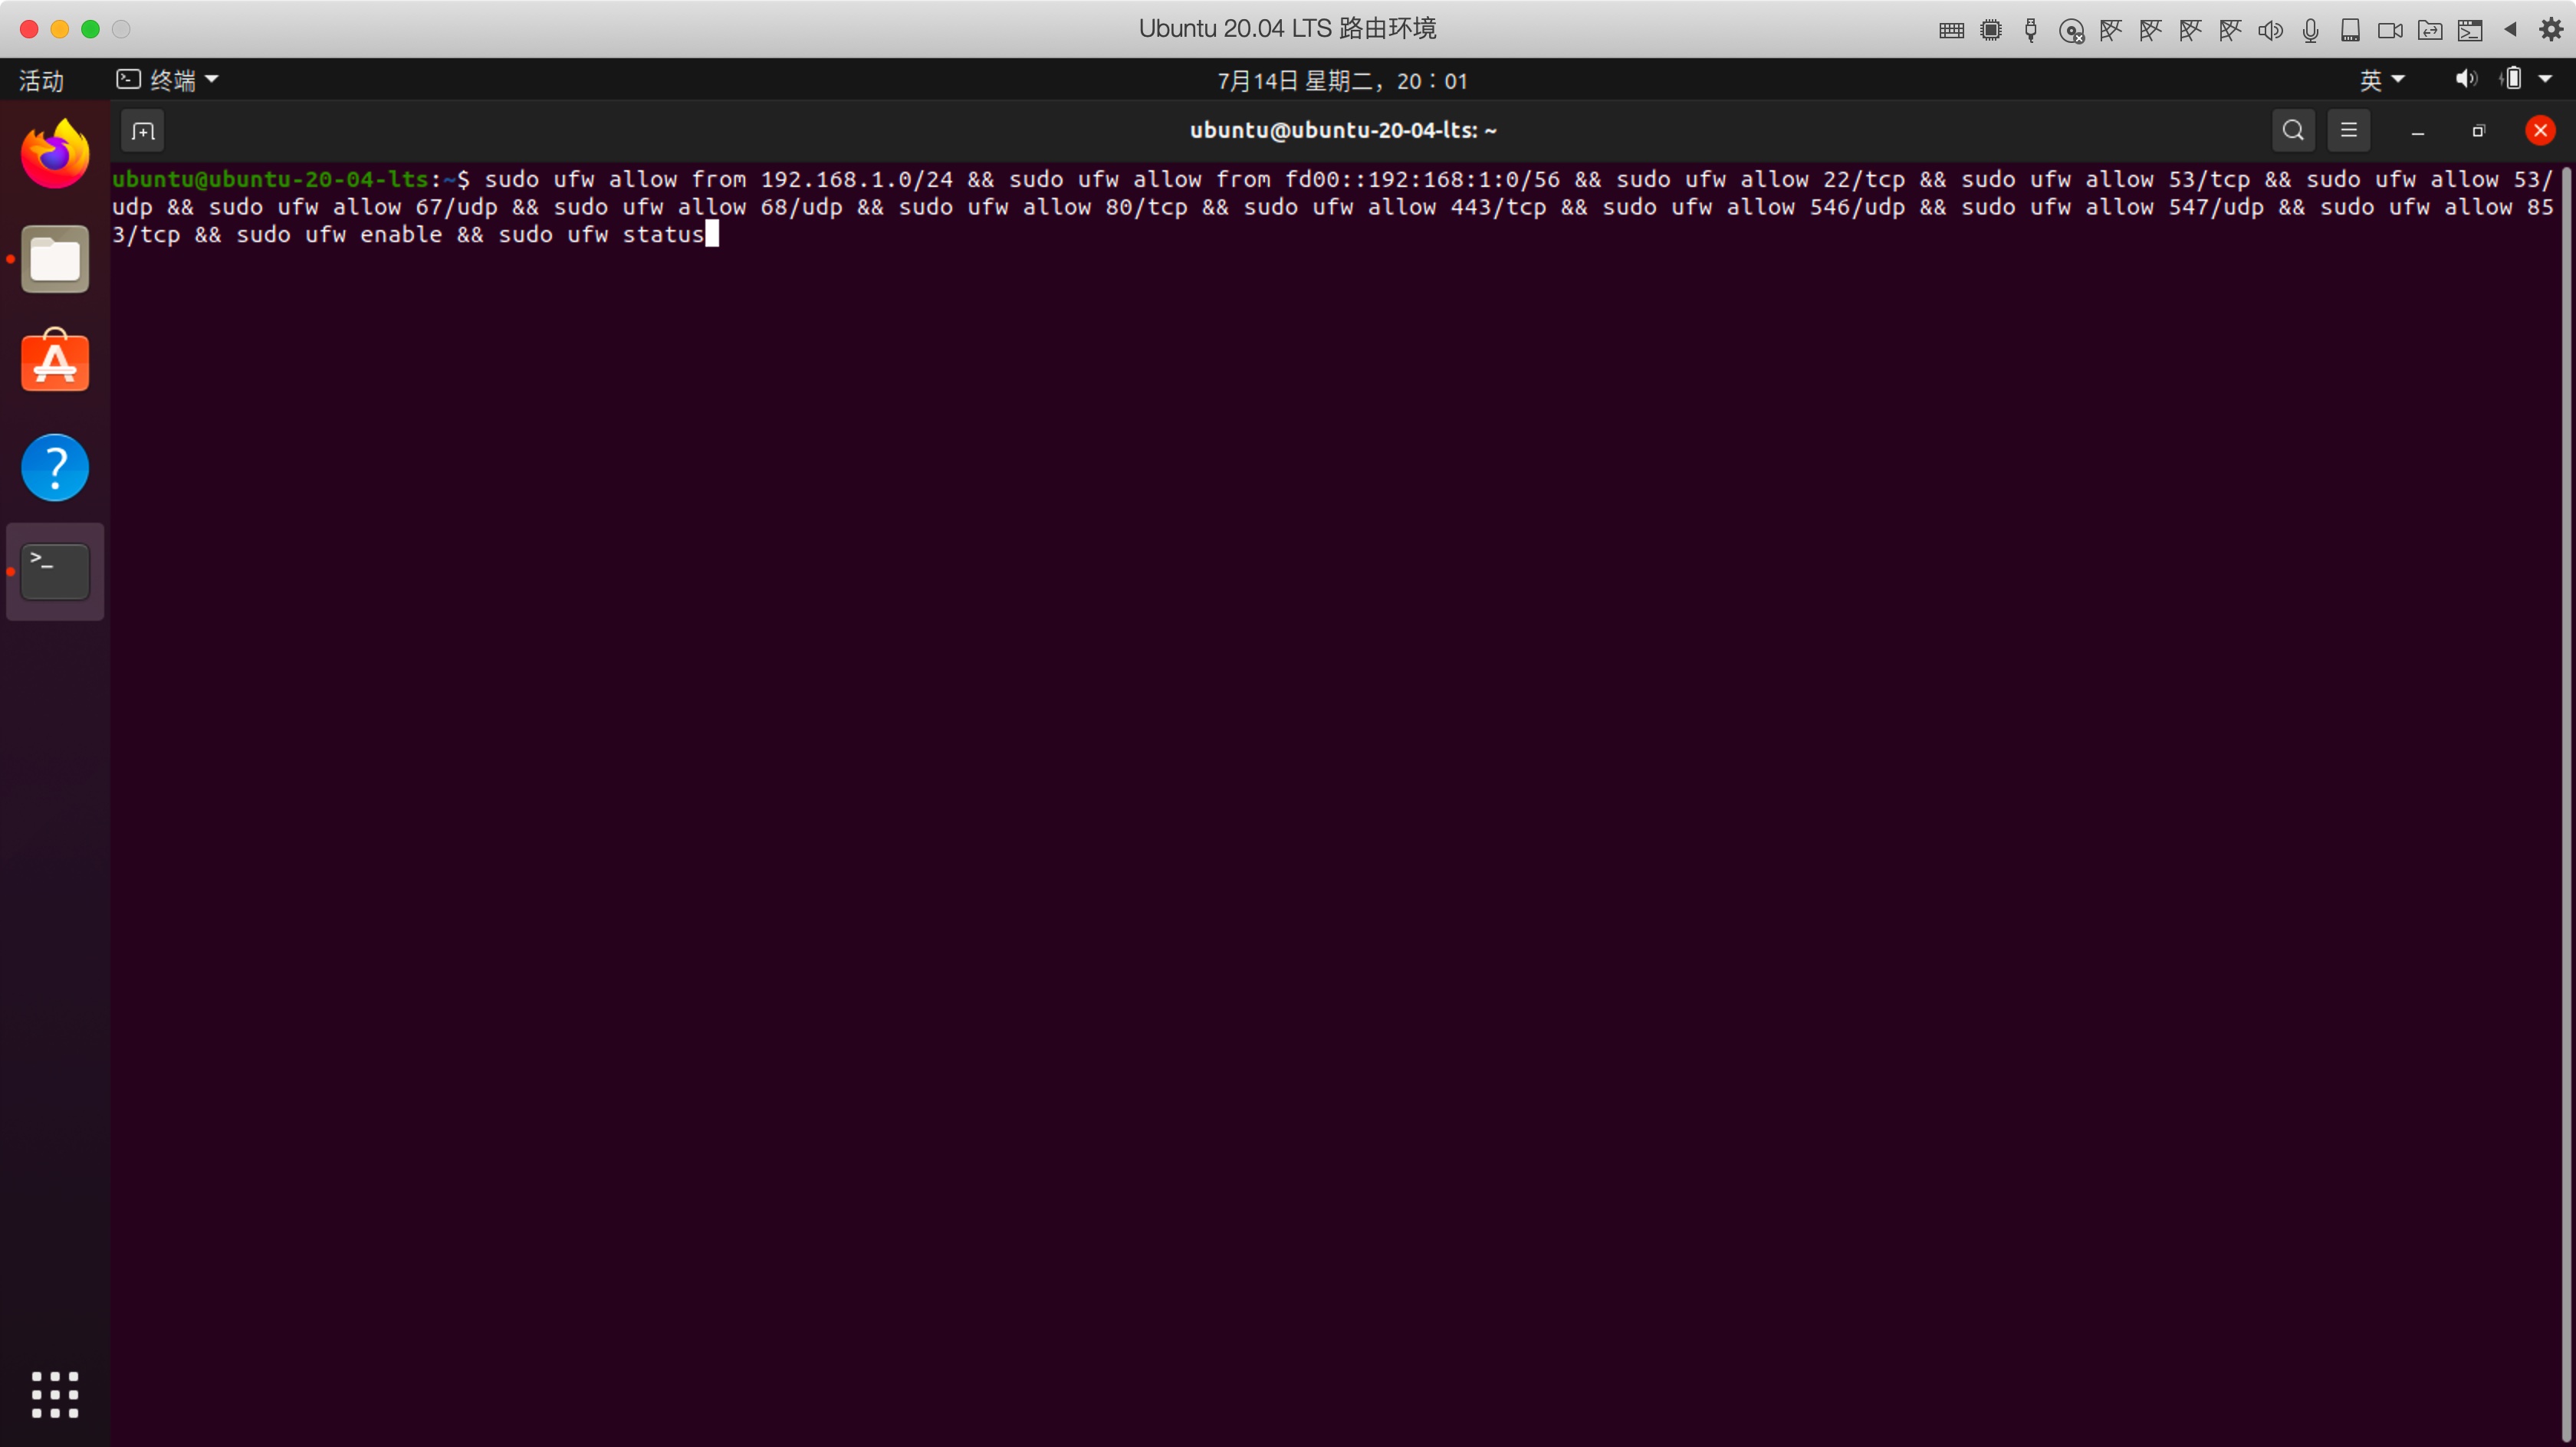 Ubuntu 20.04 LTS 路由环境
活动 终端 7月14日 星期二，20：01 英
ubuntu@ubuntu-20-04-lts: ~
ubuntu@ubuntu-20-04-lts:~$ sudo ufw allow from 192.168.1.0/24 && sudo ufw allow from fd00::192:168:1:0/56 && sudo ufw allow 22/tcp && sudo ufw allow 53/tcp && sudo ufw allow 53/
udp && sudo ufw allow 67/udp && sudo ufw allow 68/udp && sudo ufw allow 80/tcp && sudo ufw allow 443/tcp && sudo ufw allow 546/udp && sudo ufw allow 547/udp && sudo ufw allow 85
3/tcp && sudo ufw enable && sudo ufw status